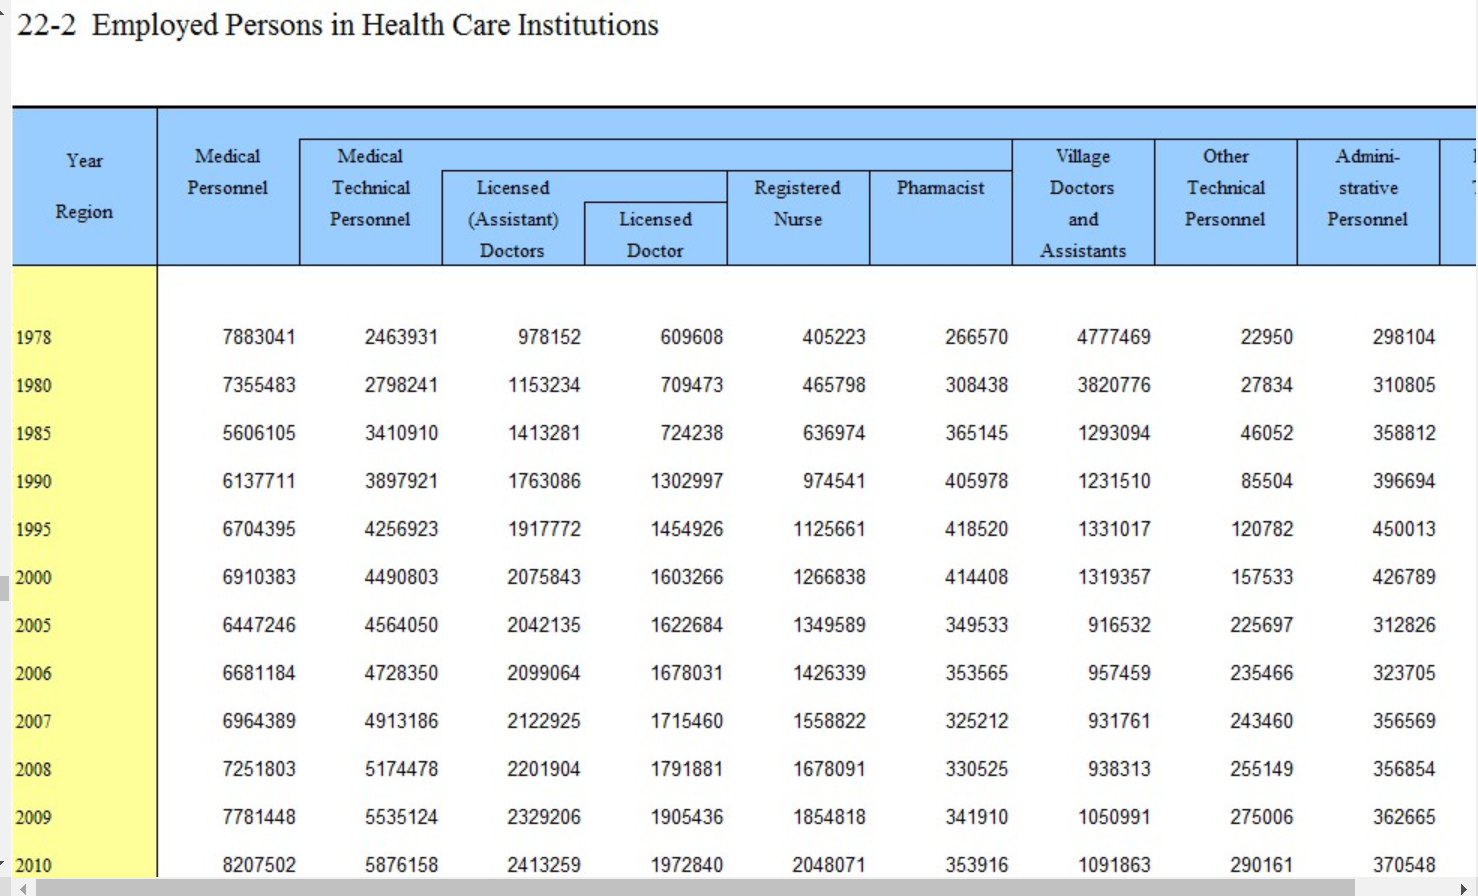 22-2 Employed Persons in Health Care Institutions
Year
Region
Medical
Personnel
Medical
Technical
Personnel
Licensed
(Assistant)
Doctors
Licensed
Doctor
Registered
Nurse
Pharmacist
Village
Doctors
and
Assistants
Other
Technical
Personnel
Admini-
strative
Personnel
1978 7883041 2463931 978152 609608 405223 266570 4777469 22950 298104
1980 7355483 2798241 1153234 709473 465798 308438 3820776 27834 310805
1985 5606105 3410910 1413281 724238 636974 365145 1293094 46052 358812
1990 6137711 3897921 1763086 1302997 974541 405978 1231510 85504 396694
1995 6704395 4256923 1917772 1454926 1125661 418520 1331017 120782 450013
2000 6910383 4490803 2075843 1603266 1266838 414408 1319357 157533 426789
2005 6447246 4564050 2042135 1622684 1349589 349533 916532 225697 312826
2006 6681184 4728350 2099064 1678031 1426339 353565 957459 235466 323705
2007 6964389 4913186 2122925 1715460 1558822 325212 931761 243460 356569
2008 7251803 5174478 2201904 1791881 1678091 330525 938313 255149 356854
2009 7781448 5535124 2329206 1905436 1854818 341910 1050991 275006 362665
2010 8207502 5876158 2413259 1972840 2048071 353916 1091863 290161 370548